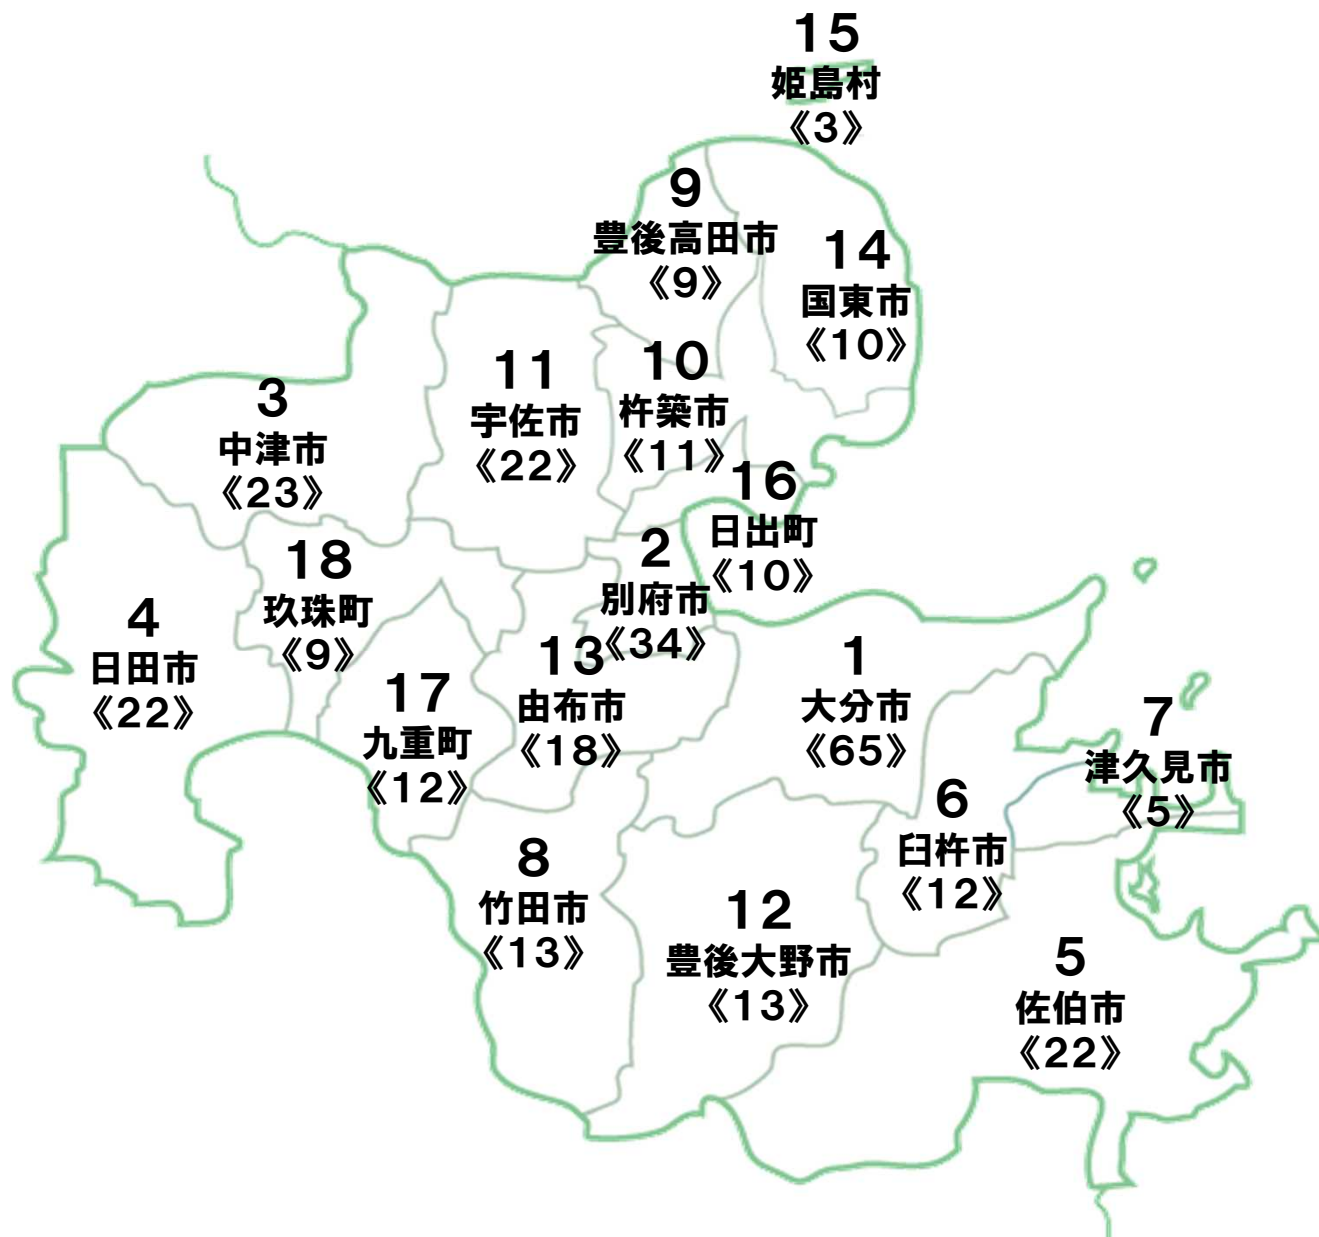 15
姫島村
《3》
9
豊後高田市
《9》
14
国東市
《10》
11
宇佐市
《22》
10
杵築市
《11》
3
中津市
《23》
16
日出町
《10》
2
別府市
《34》
18
玖珠町
《9》
4
日田市
《22》
13
由布市
《18》
1
大分市
《65》
17
九重町
《12》
7
津久見市
《5》
6
臼杵市
《12》
8
竹田市
《13》
12
豊後大野市
《13》
5
佐伯市
《22》